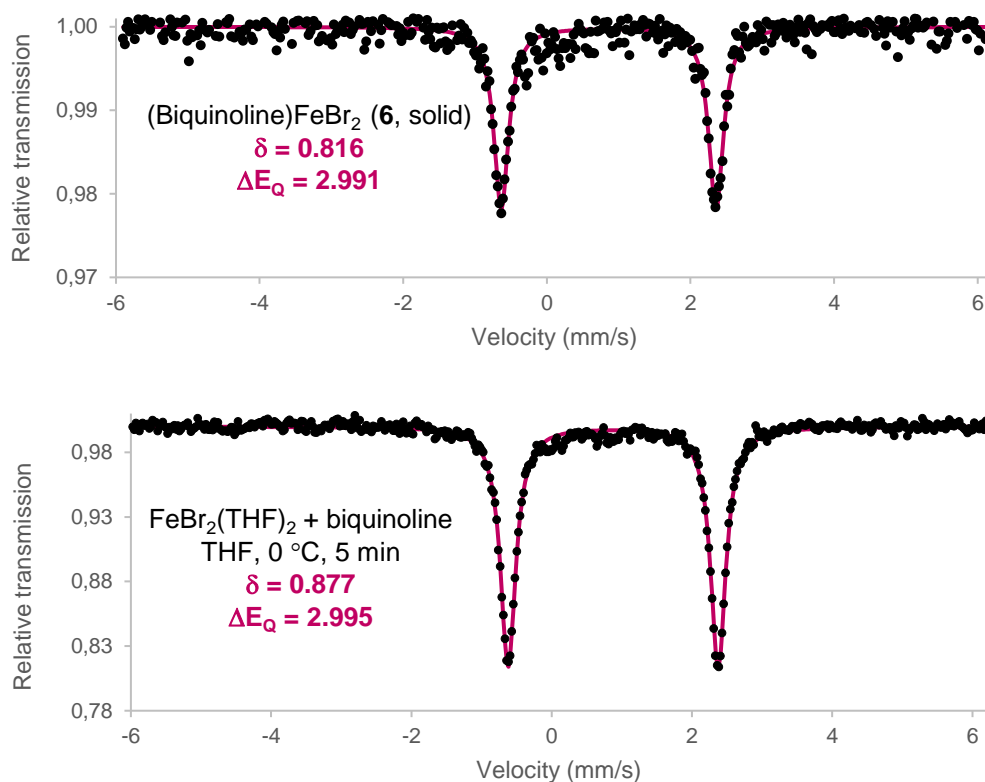 1,00
0,99
0,98
0,97
Relative transmission
(Biquinoline)FeBr₂ (6, solid)
δ = 0.816
ΔE_Q = 2.991
-6 -4 -2 0 2 4 6
Velocity (mm/s)
0,98
0,93
0,88
0,83
0,78
Relative transmission
FeBr₂(THF)₂ + biquinoline
THF, 0 °C, 5 min
δ = 0.877
ΔE_Q = 2.995
-6 -4 -2 0 2 4 6
Velocity (mm/s)